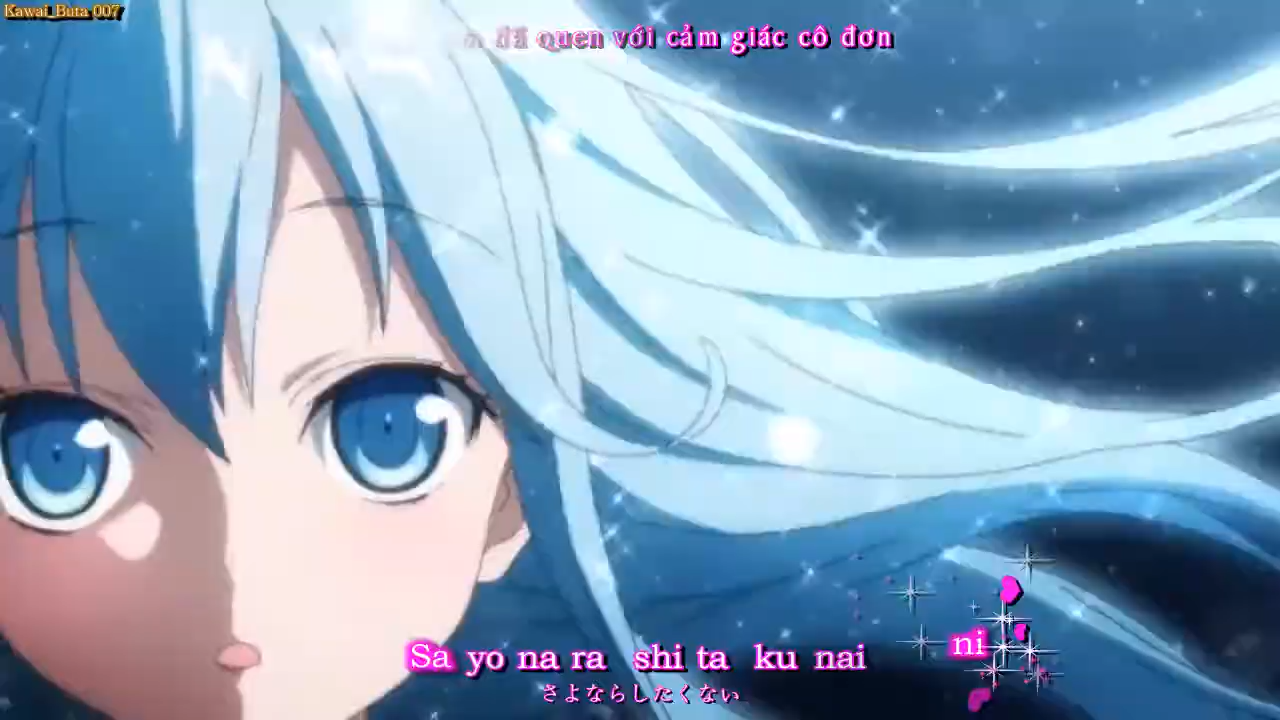 Kawai_Buta 007
đã quen với cảm giác cô đơn
Sa yo na ra shi ta ku nai ni
さよならしたくない